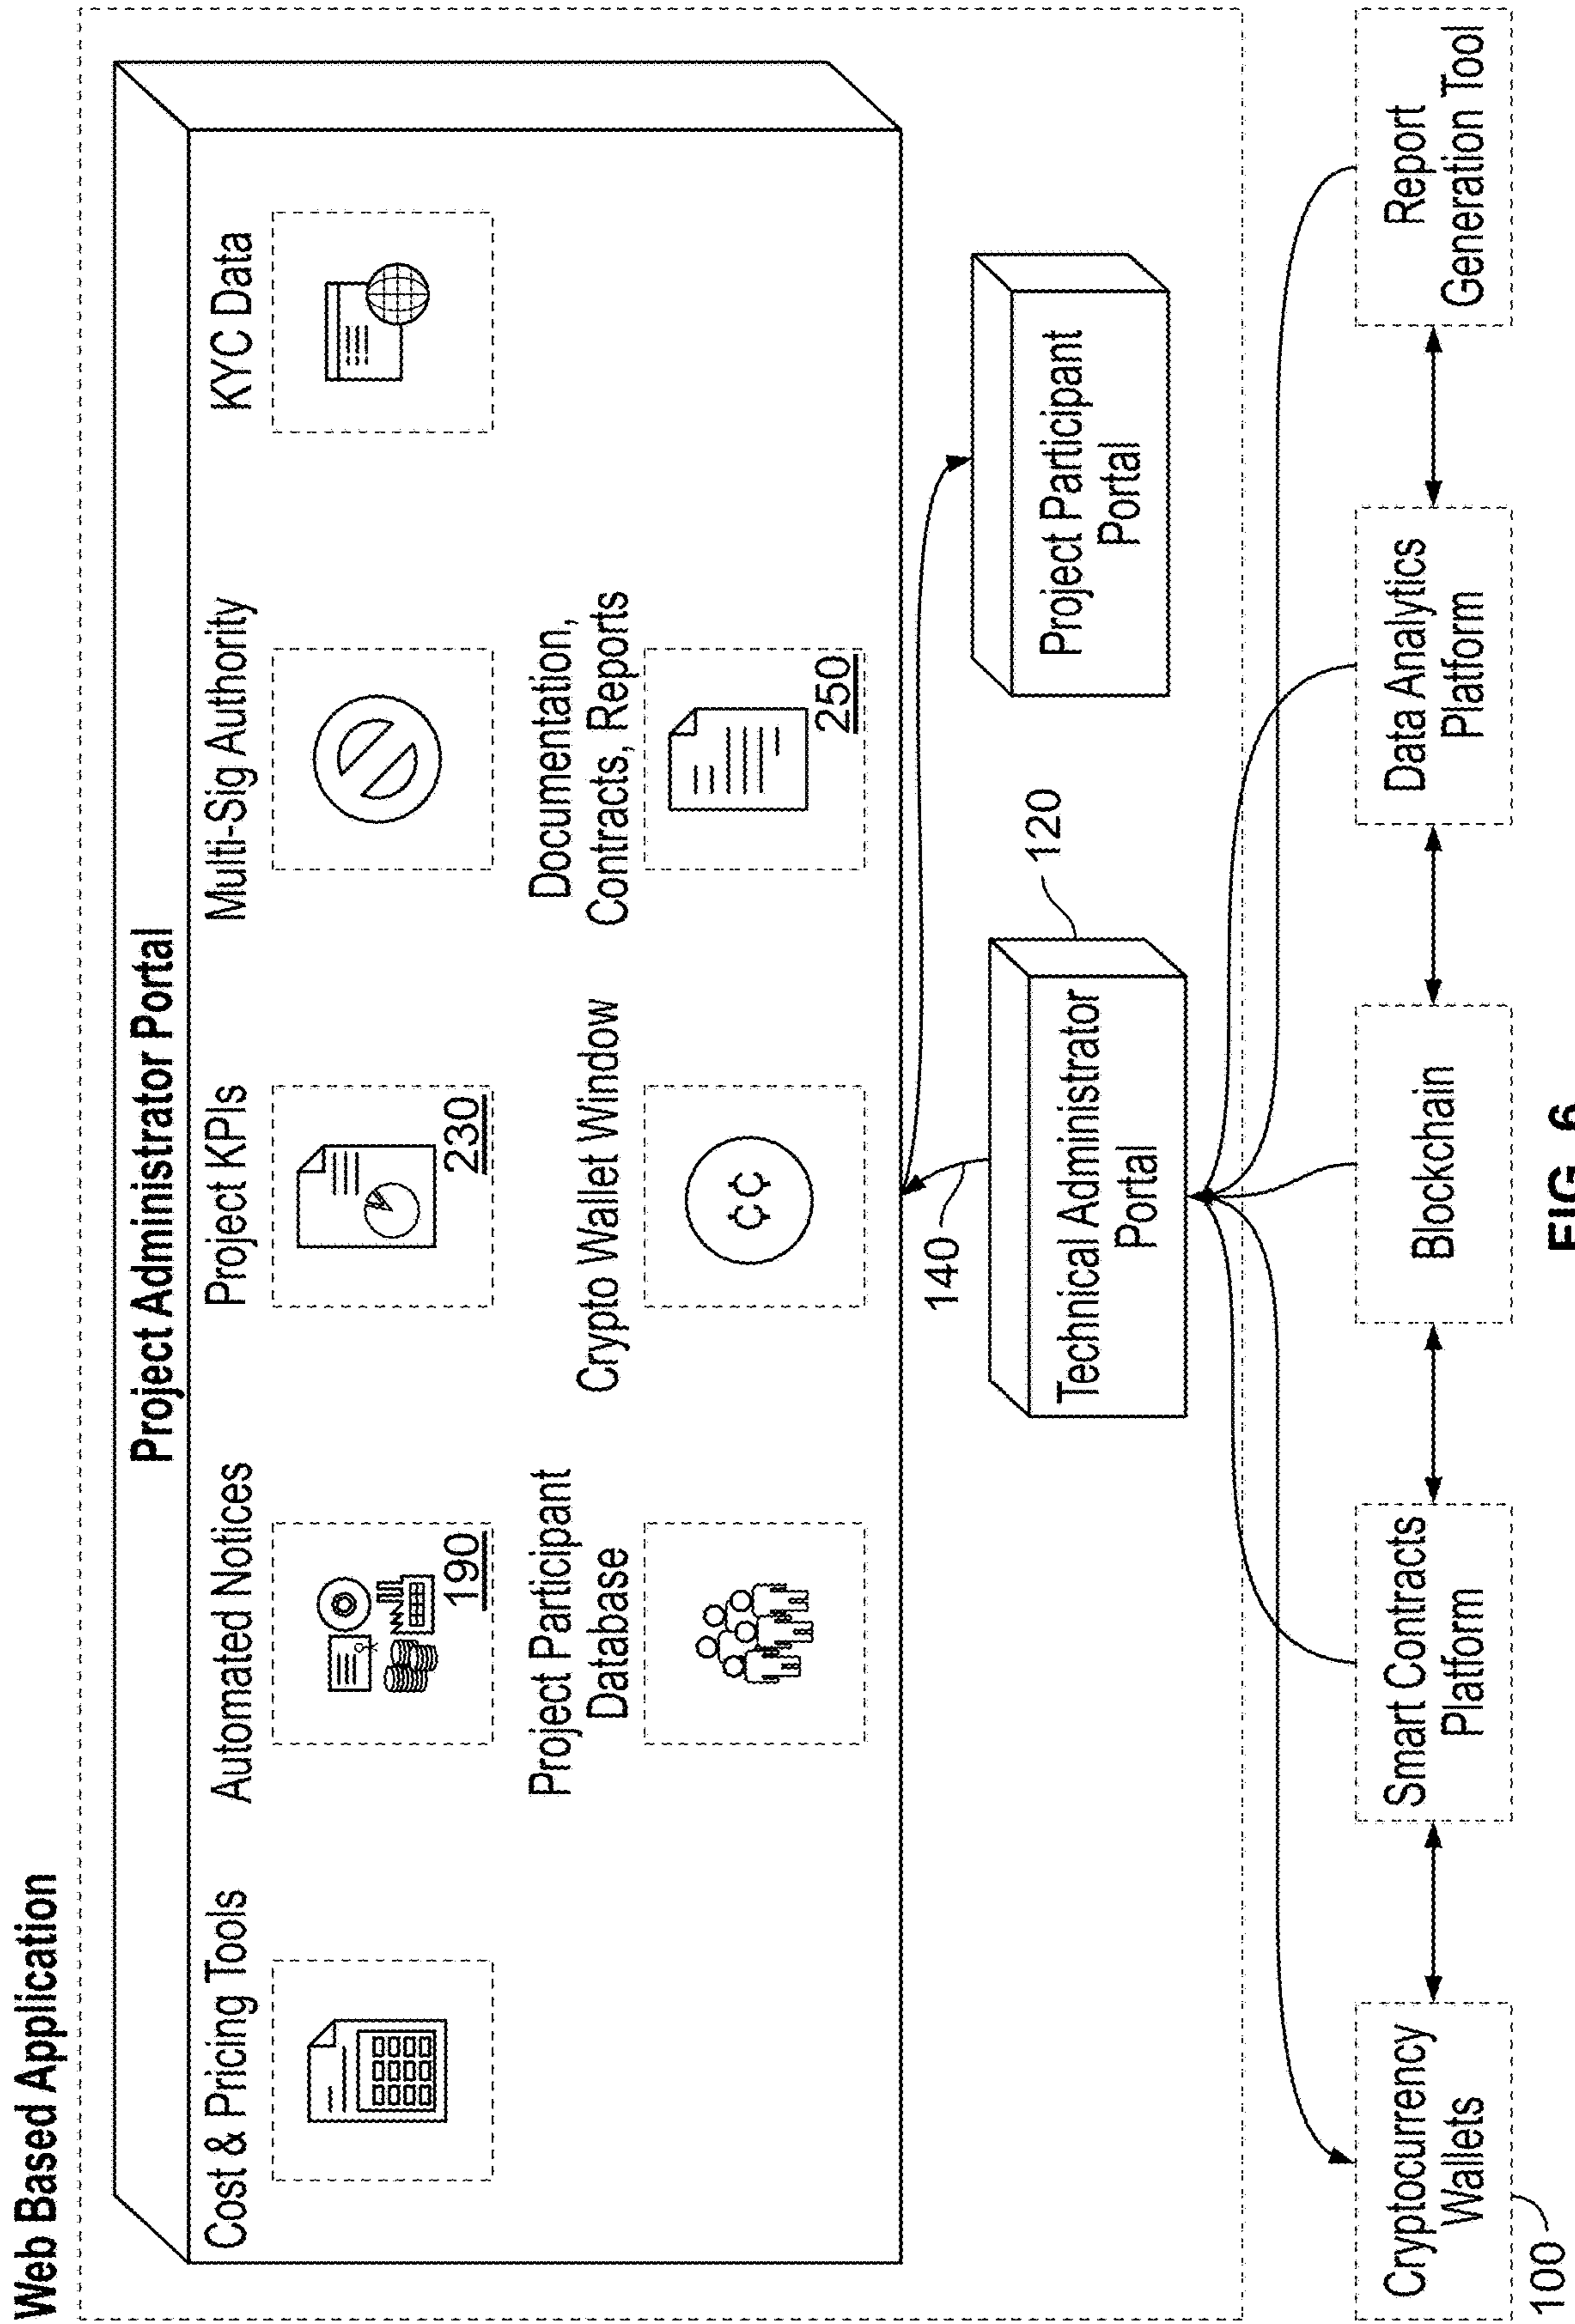 Web Based Application
Project Administrator Portal
Cost & Pricing Tools
Automated Notices
190
Project KPIs
230
Multi-Sig Authority
KYC Data
Project Participant
Database
Crypto Wallet Window
¢¢
Documentation,
Contracts, Reports
250
140
Technical Administrator
Portal
120
Project Participant
Portal
Cryptocurrency
Wallets
100
Smart Contracts
Platform
Blockchain
Data Analytics
Platform
Report
Generation Tool
FIG. 6